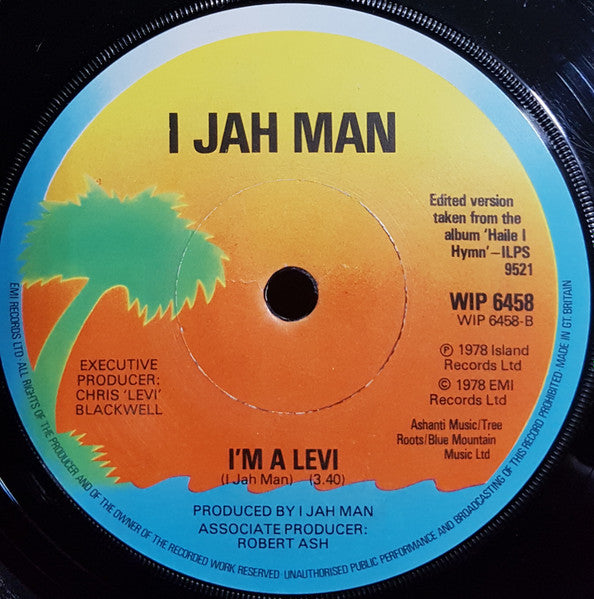 I JAH MAN
Edited version
taken from the
album 'Haile I
Hymn'-ILPS
9521
WIP 6458
WIP 6458-B
℗ 1978 Island
Records Ltd
© 1978 EMI
Records Ltd
Ashanti Music/Tree
Roots/Blue Mountain
Music Ltd
EXECUTIVE
PRODUCER:
CHRIS 'LEVI'
BLACKWELL
I'M A LEVI
(I Jah Man) (3.40)
PRODUCED BY I JAH MAN
ASSOCIATE PRODUCER:
ROBERT ASH
EMI RECORDS LTD · ALL RIGHTS OF THE PRODUCER AND OF THE OWNER OF THE RECORDED WORK RESERVED · UNAUTHORISED PUBLIC PERFORMANCE AND BROADCASTING OF THIS RECORD PROHIBITED · MADE IN GT. BRITAIN